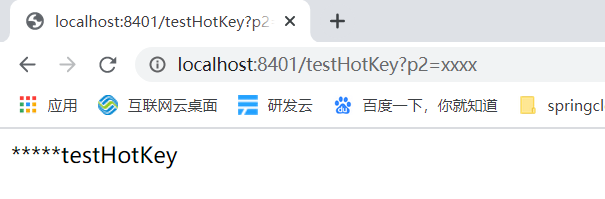 localhost:8401/testHotKey?p2=
localhost:8401/testHotKey?p2=xxxx
应用 互联网云桌面 研发云 百度一下，你就知道 springcl
*****testHotKey